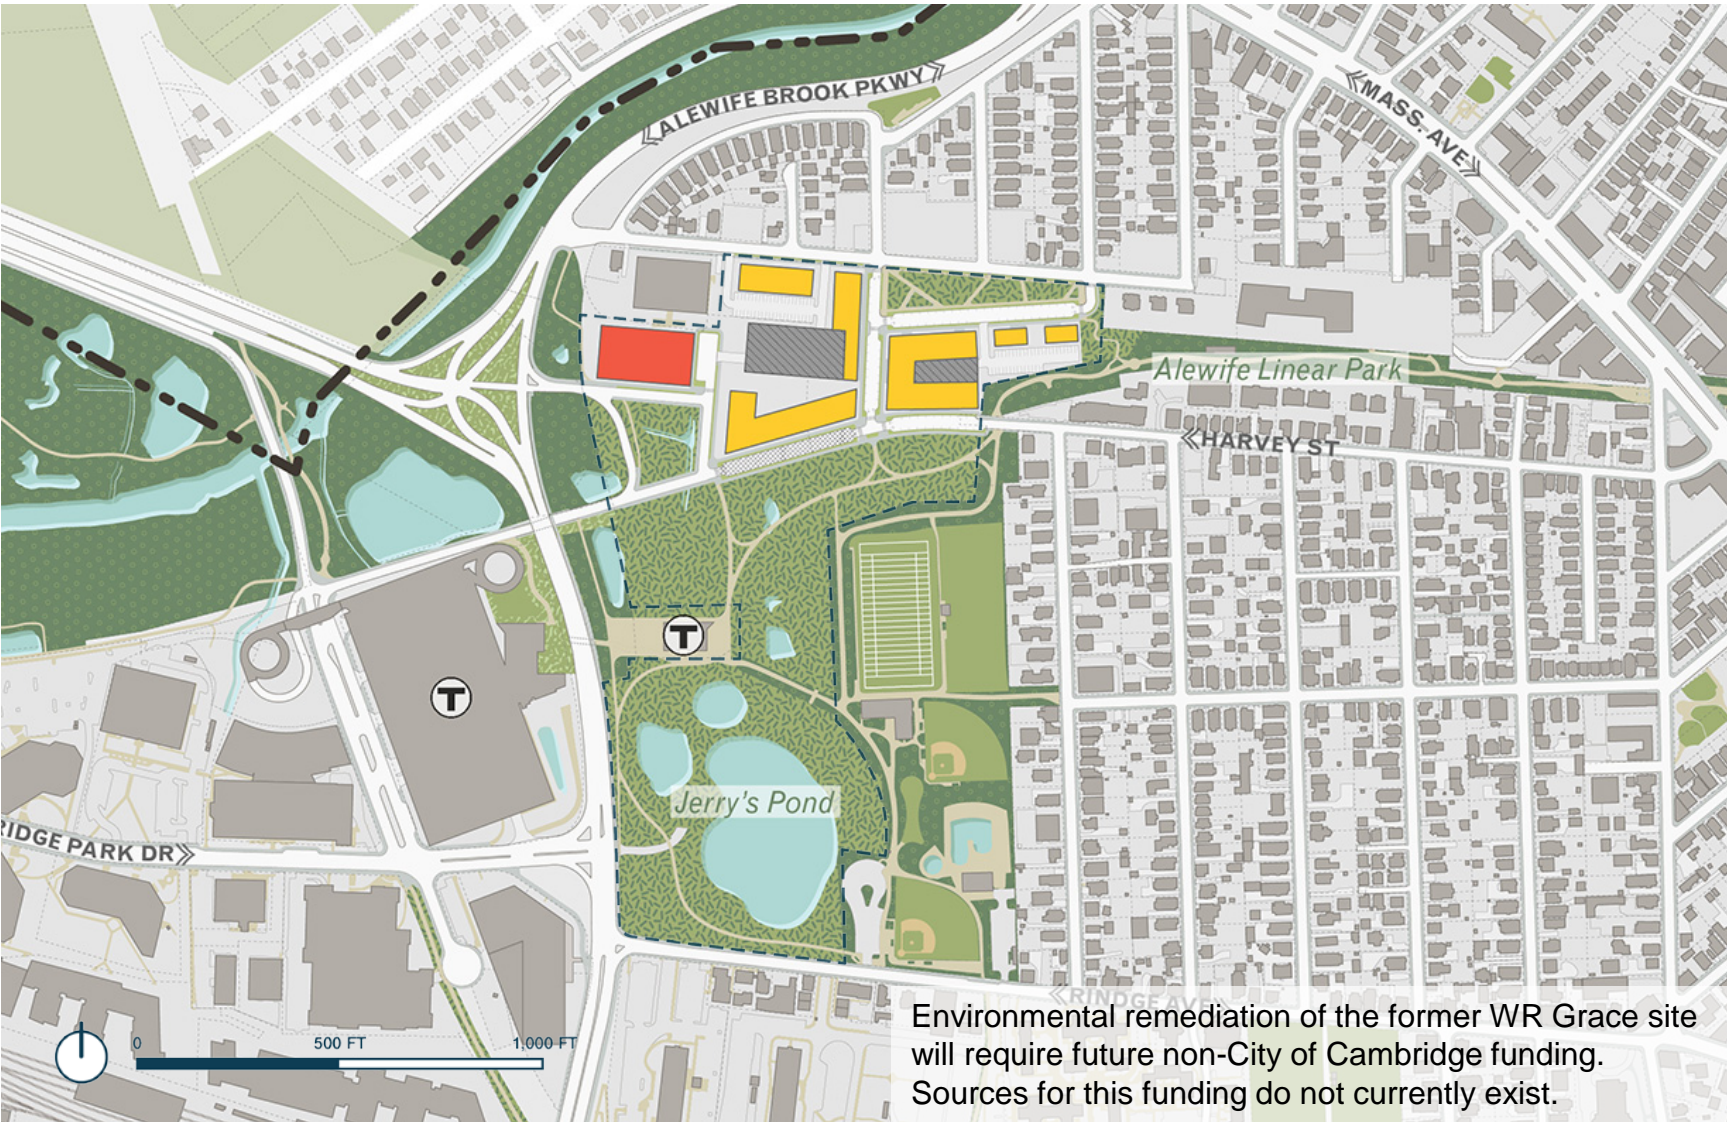 ALEWIFE BROOK PKWY
MASS. AVE
Alewife Linear Park
HARVEY ST
T
T
Jerry's Pond
RIDGE PARK DR
RINDGE AVE
0 500 FT 1,000 FT
Environmental remediation of the former WR Grace site
will require future non-City of Cambridge funding.
Sources for this funding do not currently exist.